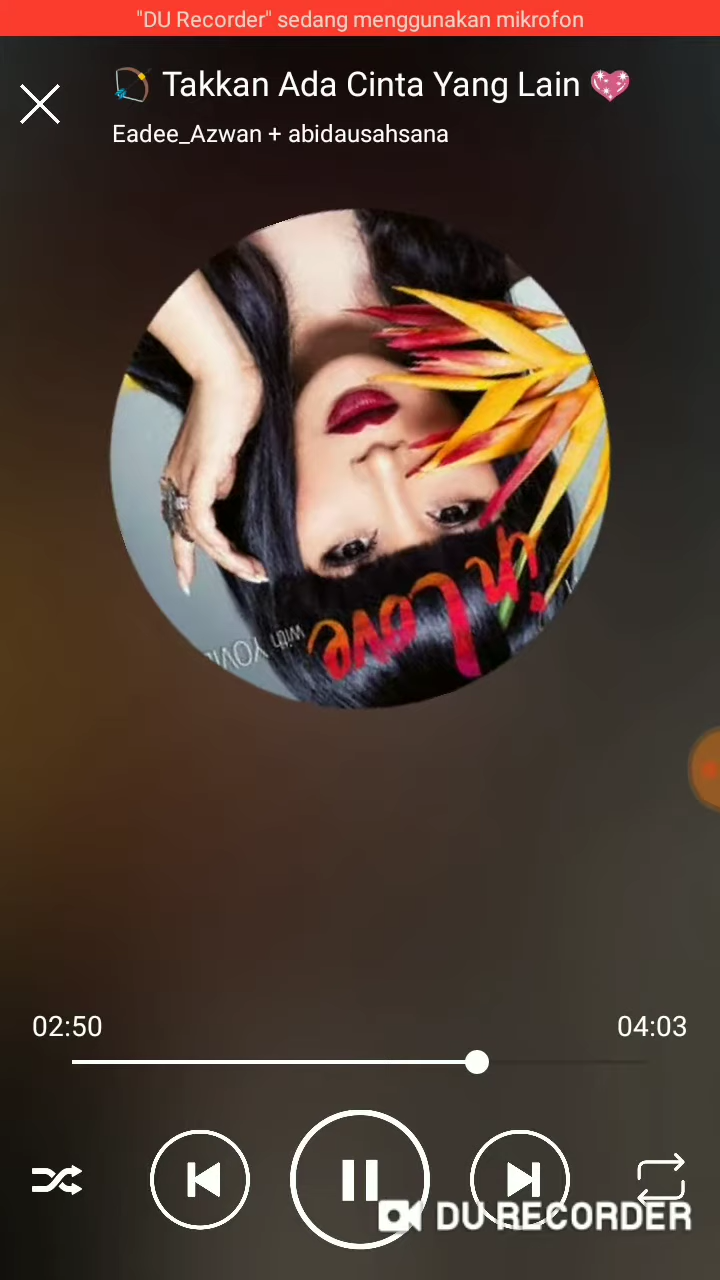 "DU Recorder" sedang menggunakan mikrofon
🏹 Takkan Ada Cinta Yang Lain 💖
Eadee_Azwan + abidausahsana
in Love
with
02:50
04:03
DU RECORDER